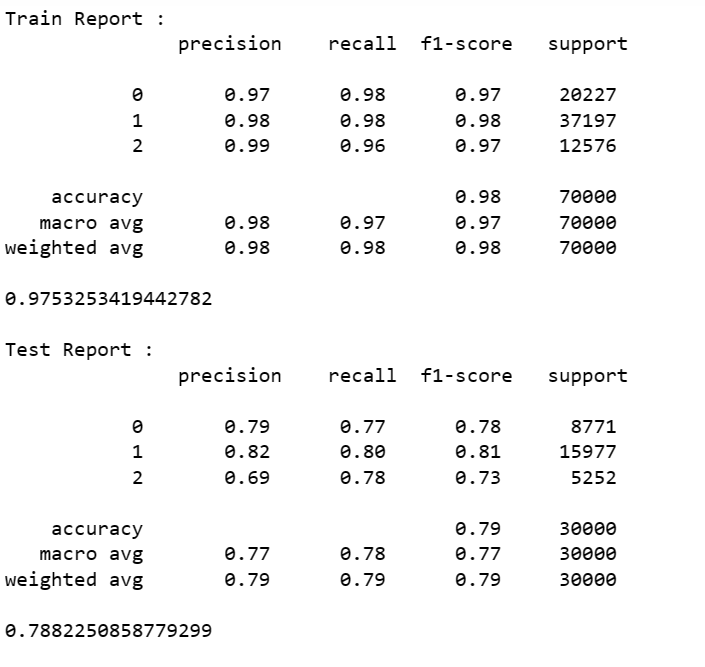 Train Report :
precision recall f1-score support
0 0.97 0.98 0.97 20227
1 0.98 0.98 0.98 37197
2 0.99 0.96 0.97 12576
accuracy 0.98 70000
macro avg 0.98 0.97 0.97 70000
weighted avg 0.98 0.98 0.98 70000
0.9753253419442782
Test Report :
precision recall f1-score support
0 0.79 0.77 0.78 8771
1 0.82 0.80 0.81 15977
2 0.69 0.78 0.73 5252
accuracy 0.79 30000
macro avg 0.77 0.78 0.77 30000
weighted avg 0.79 0.79 0.79 30000
0.7882250858779299